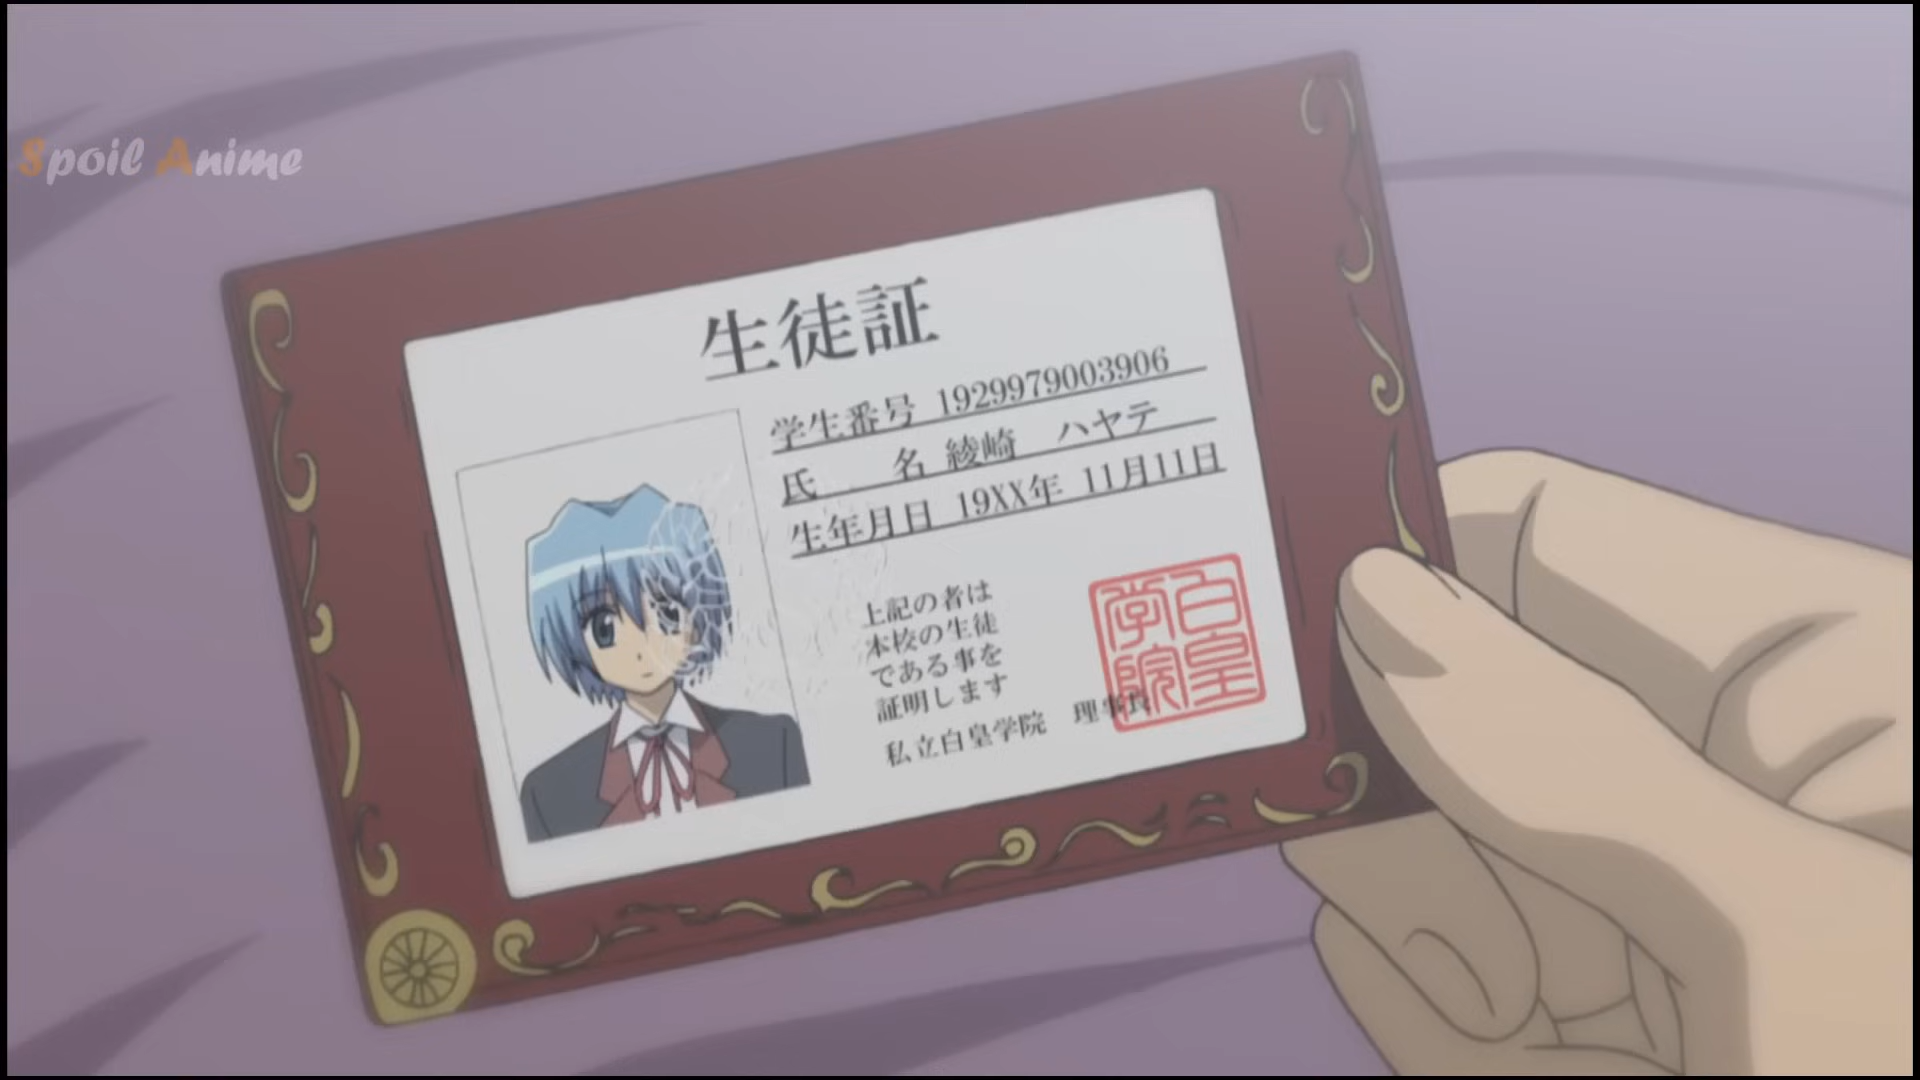 Spoil Anime
生徒証
学生番号 1929979003906
氏 名 綾崎 ハヤテ
生年月日 19XX年 11月11日
上記の者は
本校の生徒
である事を
証明します
私立白皇学院 理事長
白皇
学院